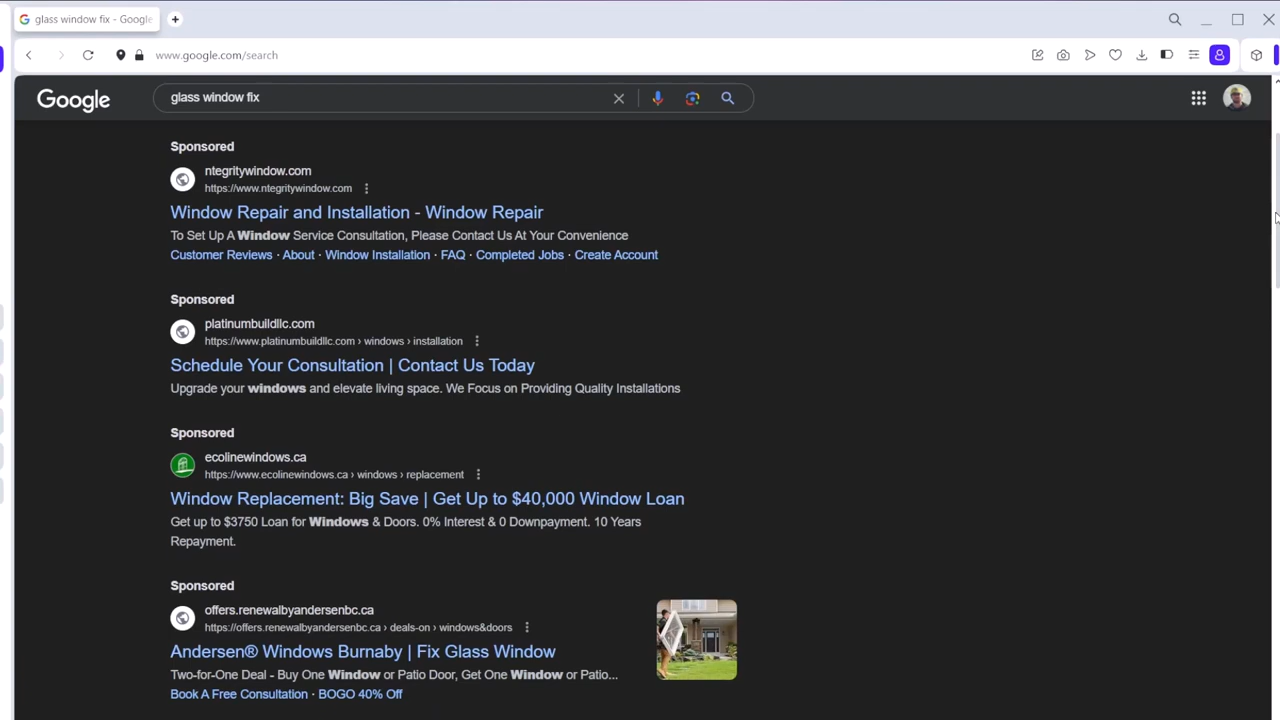 glass window fix - Google
www.google.com/search
Google
glass window fix
Sponsored
ntegritywindow.com
https://www.ntegritywindow.com
Window Repair and Installation - Window Repair
To Set Up A Window Service Consultation, Please Contact Us At Your Convenience
Customer Reviews · About · Window Installation · FAQ · Completed Jobs · Create Account
Sponsored
platinumbuildllc.com
https://www.platinumbuildllc.com › windows › installation
Schedule Your Consultation | Contact Us Today
Upgrade your windows and elevate living space. We Focus on Providing Quality Installations
Sponsored
ecolinewindows.ca
https://www.ecolinewindows.ca › windows › replacement
Window Replacement: Big Save | Get Up to $40,000 Window Loan
Get up to $3750 Loan for Windows & Doors. 0% Interest & 0 Downpayment. 10 Years
Repayment.
Sponsored
offers.renewalbyandersenbc.ca
https://offers.renewalbyandersenbc.ca › deals-on › windows&doors
Andersen® Windows Burnaby | Fix Glass Window
Two-for-One Deal - Buy One Window or Patio Door, Get One Window or Patio...
Book A Free Consultation · BOGO 40% Off